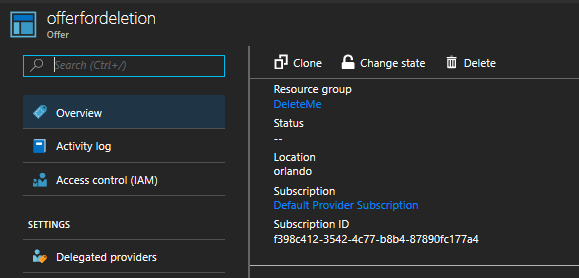 offerfordeletion
Offer
Search (Ctrl+/)
Overview
Activity log
Access control (IAM)
SETTINGS
Delegated providers
Clone
Change state
Delete
Resource group
DeleteMe
Status
--
Location
orlando
Subscription
Default Provider Subscription
Subscription ID
f398c412-3542-4c77-b8b4-87890fc177a4